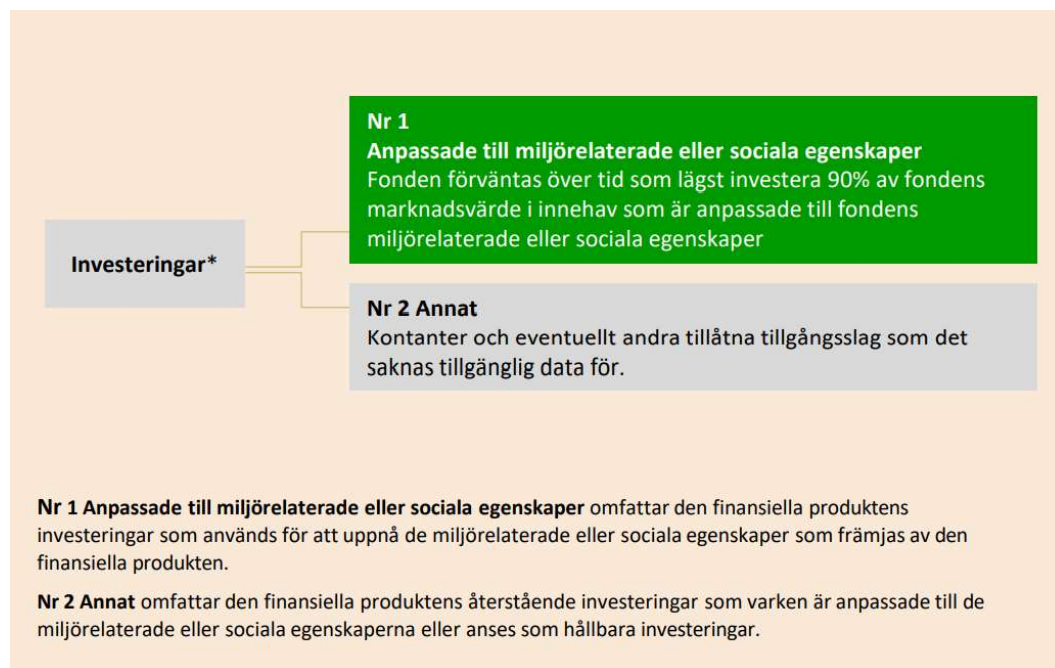 Nr 1
Anpassade till miljörelaterade eller sociala egenskaper
Fonden förväntas över tid som lägst investera 90% av fondens
marknadsvärde i innehav som är anpassade till fondens
miljörelaterade eller sociala egenskaper
Investeringar*
Nr 2 Annat
Kontanter och eventuellt andra tillåtna tillgångsslag som det
saknas tillgänglig data för.
Nr 1 Anpassade till miljörelaterade eller sociala egenskaper omfattar den finansiella produktens
investeringar som används för att uppnå de miljörelaterade eller sociala egenskaper som främjas av den
finansiella produkten.
Nr 2 Annat omfattar den finansiella produktens återstående investeringar som varken är anpassade till de
miljörelaterade eller sociala egenskaperna eller anses som hållbara investeringar.